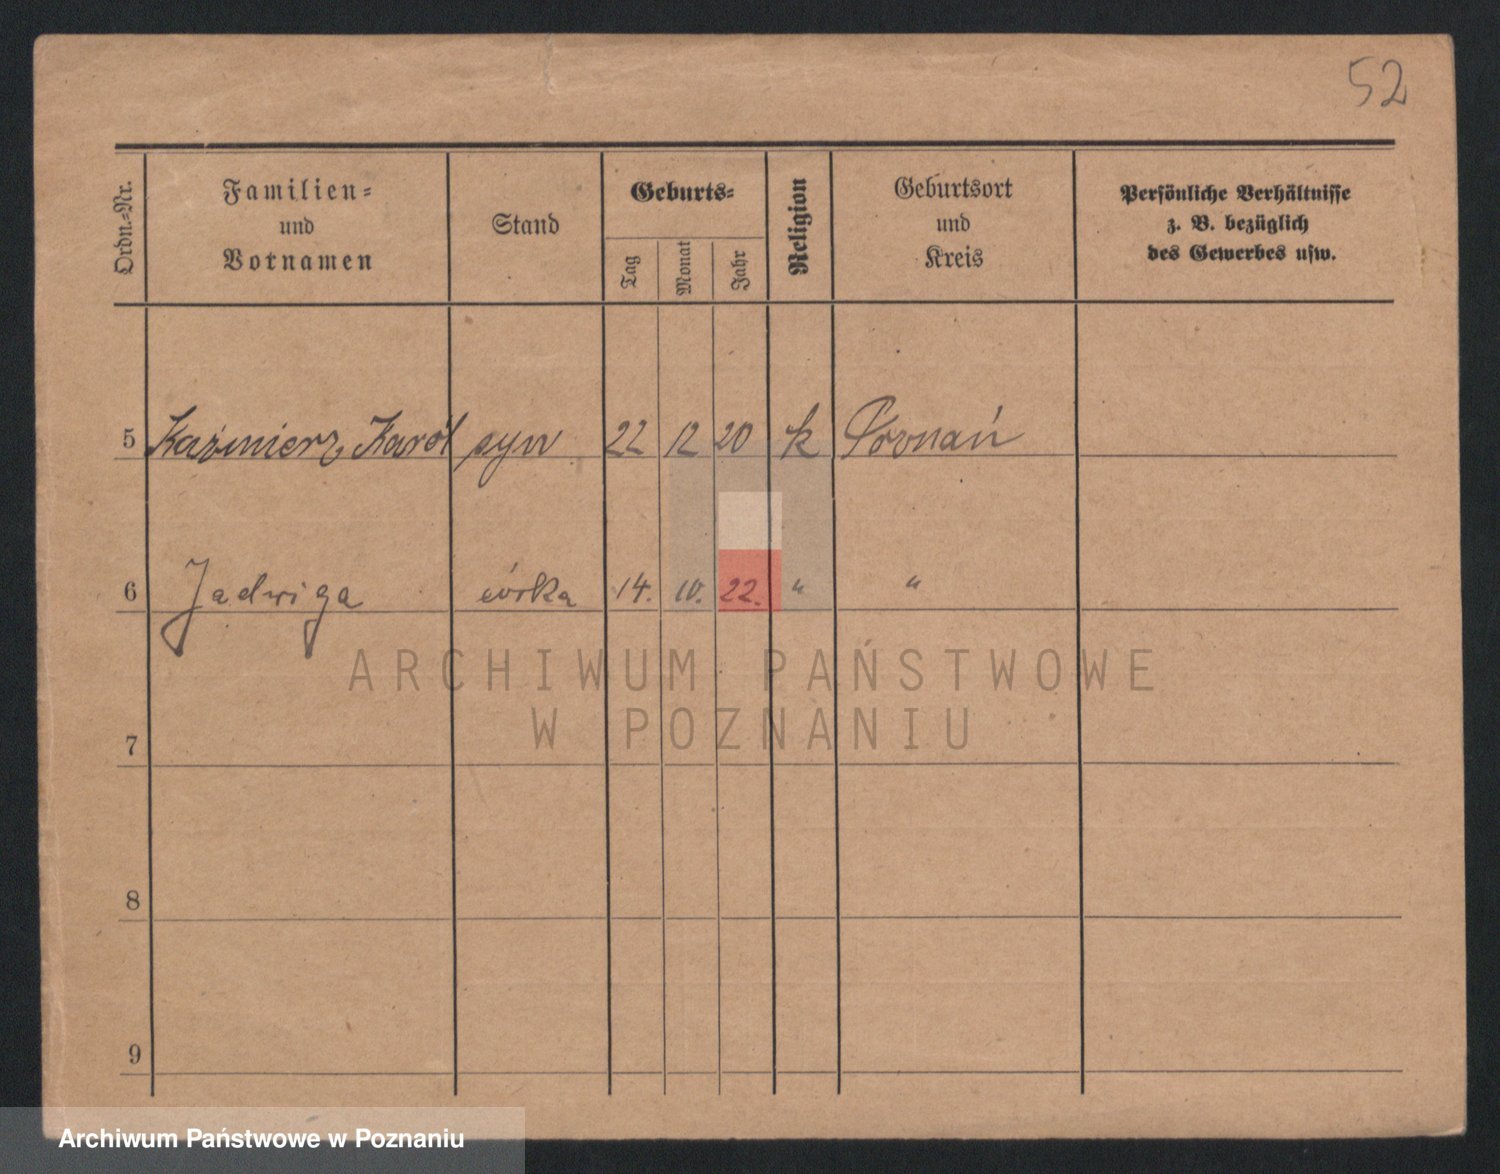 52
Ordn.=Nr.
Familien=
und
Vornamen
Stand
Geburts=
Tag
Monat
Jahr
Religion
Geburtsort
und
Kreis
Persönliche Verhältnisse
z. B. bezüglich
des Gewerbes usw.
5 Kazimierz Karol syn 22 12 20 k Poznań
6 Jadwiga córka 14. 10. 22. " "
ARCHIWUM PAŃSTWOWE
W POZNANIU
7
8
9
Archiwum Państwowe w Poznaniu